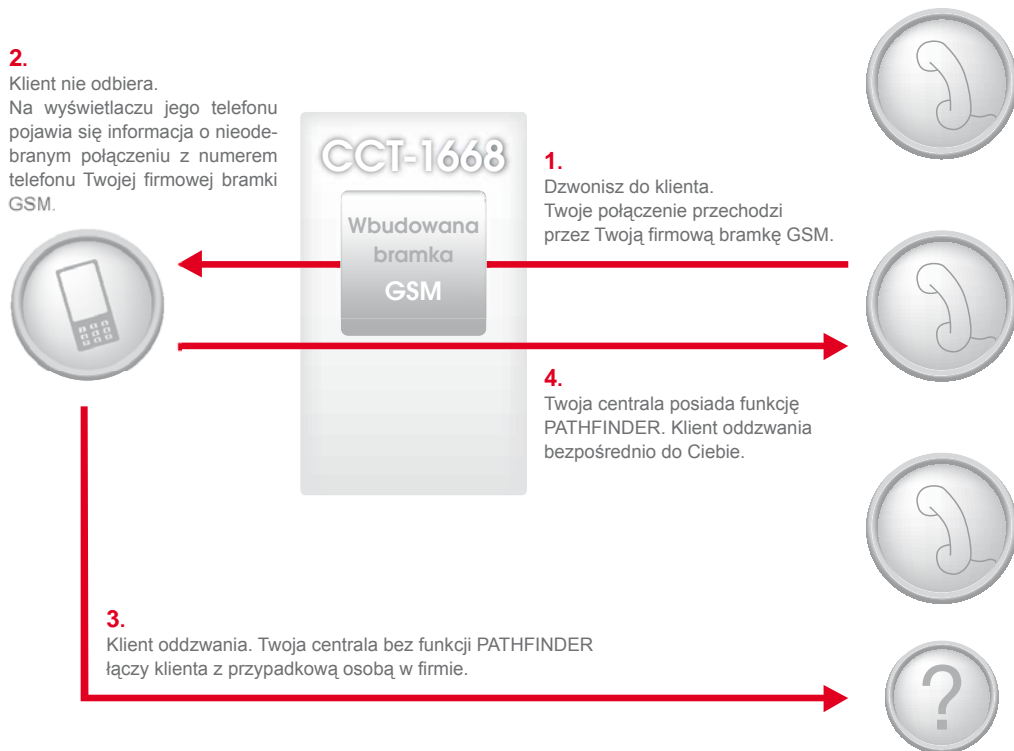 2.
Klient nie odbiera.
Na wyświetlaczu jego telefonu
pojawia się informacja o nieode-
branym połączeniu z numerem
telefonu Twojej firmowej bramki
GSM.
CCT-1668
Wbudowana
bramka
GSM
1.
Dzwonisz do klienta.
Twoje połączenie przechodzi
przez Twoją firmową bramkę GSM.
4.
Twoja centrala posiada funkcję
PATHFINDER. Klient oddzwania
bezpośrednio do Ciebie.
3.
Klient oddzwania. Twoja centrala bez funkcji PATHFINDER
łączy klienta z przypadkową osobą w firmie.
?